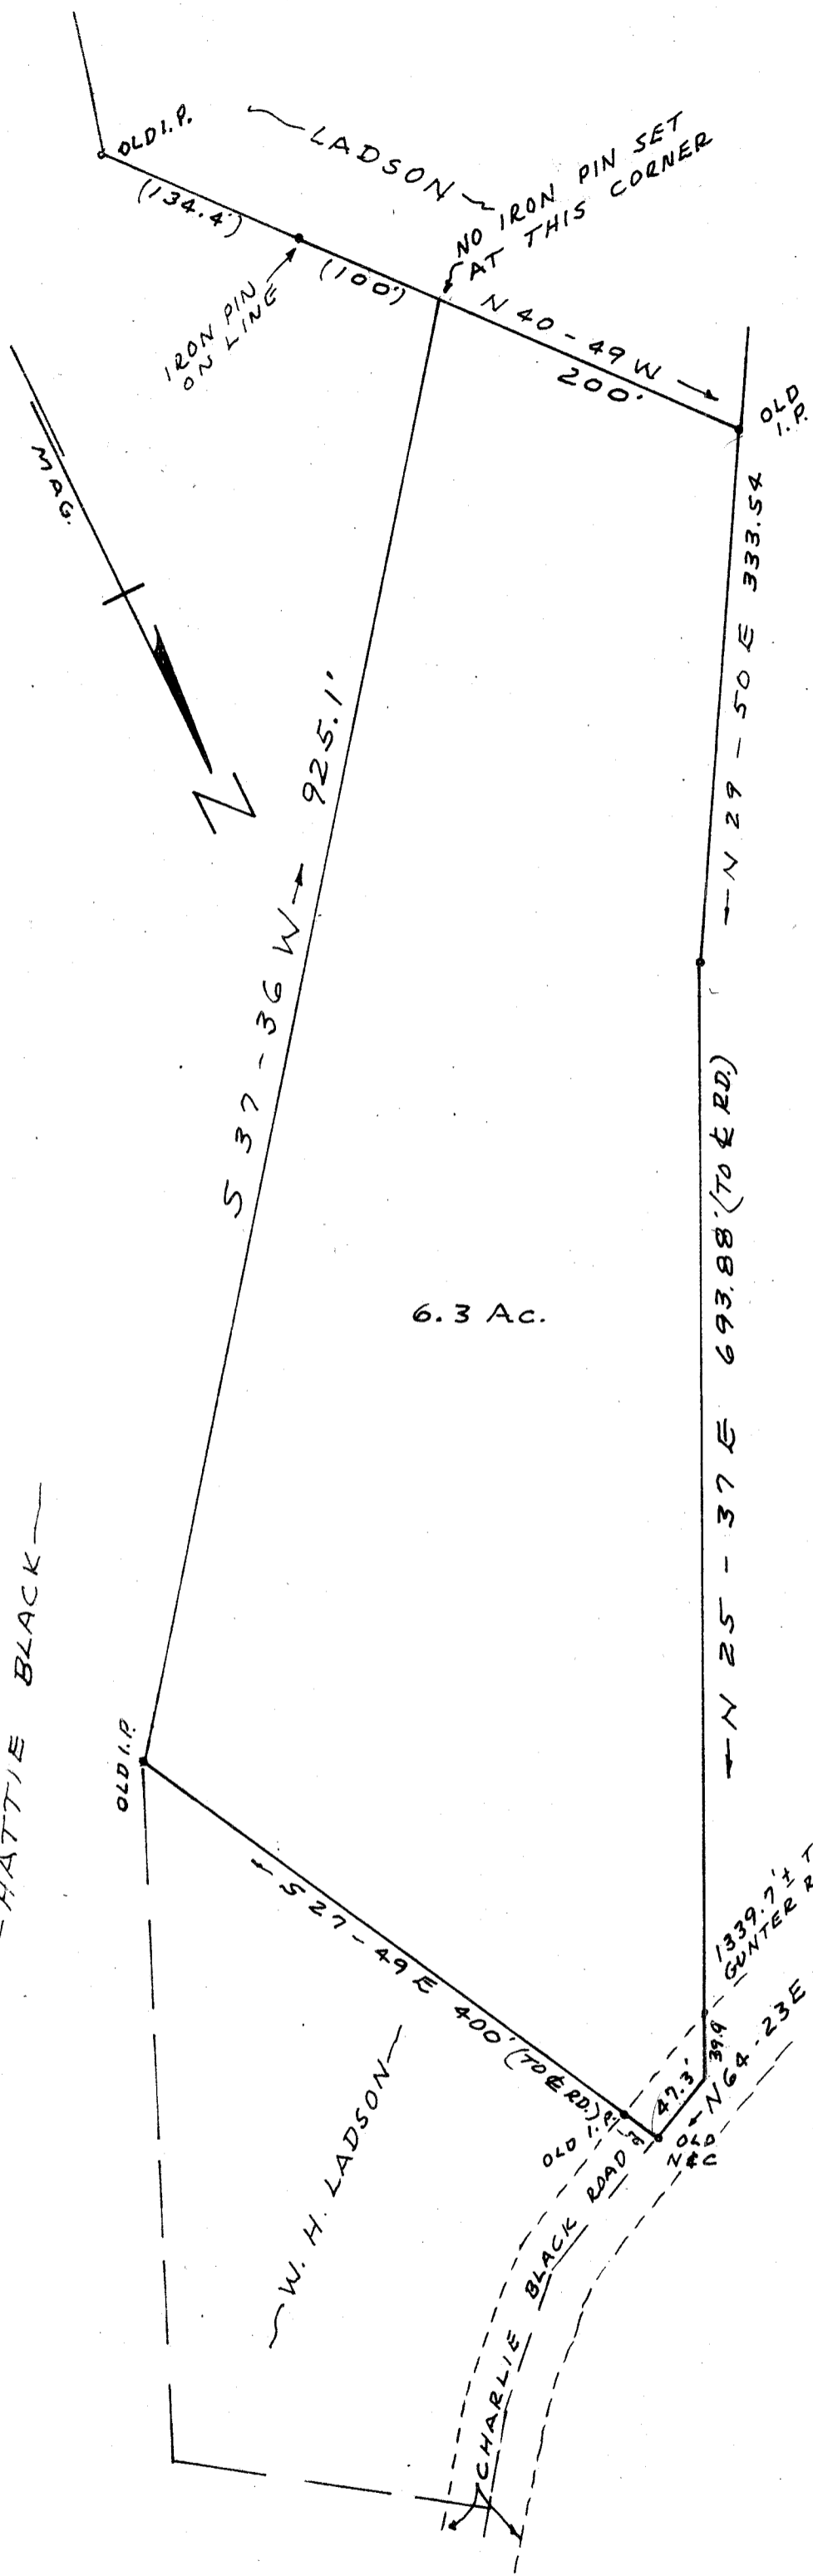 OLD I.P.
LADSON
(134.4')
NO IRON PIN SET
AT THIS CORNER
(100')
IRON PIN
ON LINE
N 40 - 49 W
200'
OLD
I.P.
MAG.
N
N 29 - 50 E 333.54
S 37 - 36 W 925.1'
N 25 - 37 E 693.88' (TO ℄ RD.)
6.3 Ac.
HATTIE BLACK
OLD I.P.
S 27 - 49 E 400' (TO ℄ RD.)
1339.7' ± T
GUNTER R
39.9
47.3'
N 64 - 23 E
OLD I.P.
OLD
N & C
W. H. LADSON
CHARLIE BLACK ROAD